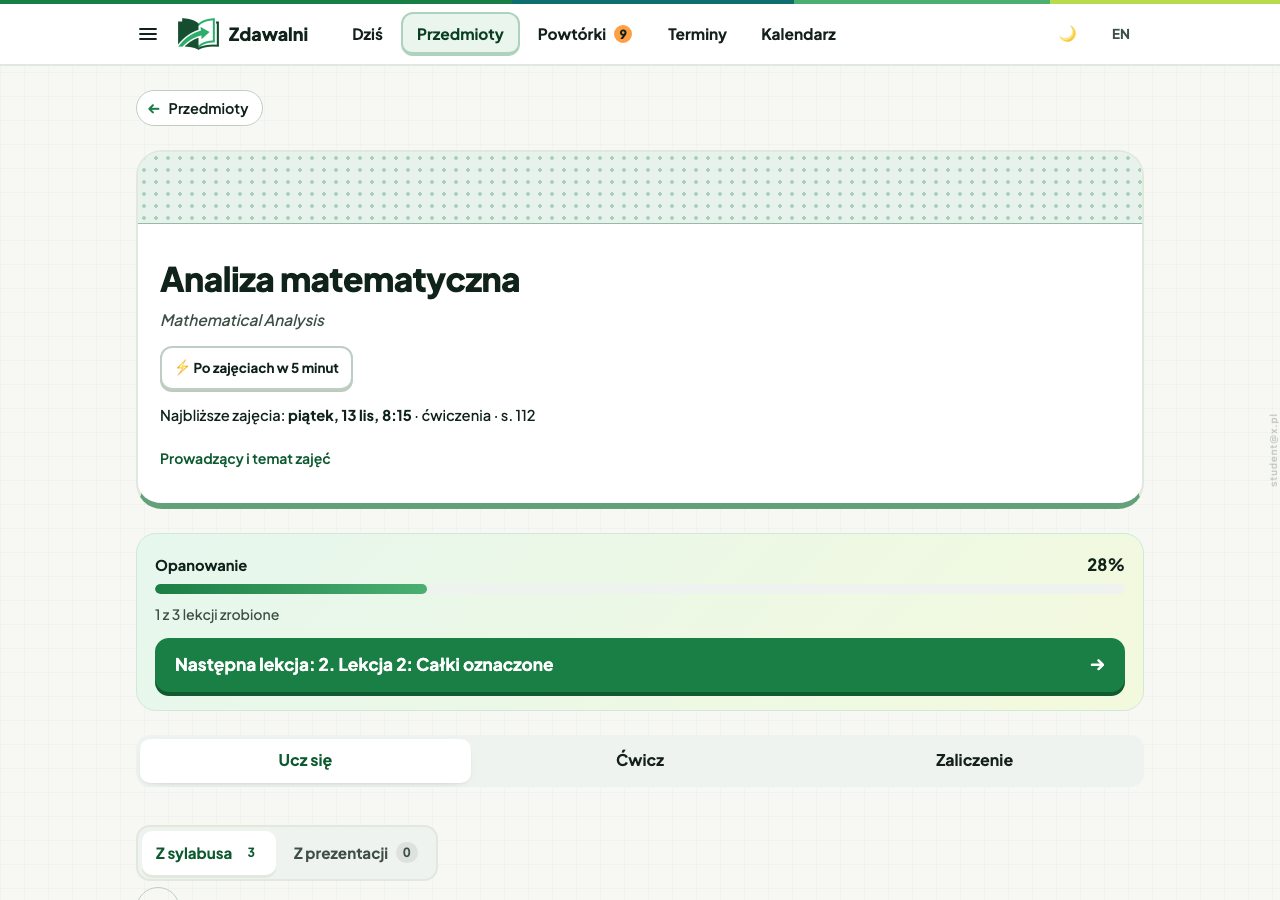 Zdawalni
Dziś
Przedmioty
Powtórki 9
Terminy
Kalendarz
EN
← Przedmioty
Analiza matematyczna
Mathematical Analysis
⚡ Po zajęciach w 5 minut
Najbliższe zajęcia: piątek, 13 lis, 8:15 · ćwiczenia · s. 112
Prowadzący i temat zajęć
student@x.pl
Opanowanie 28%
1 z 3 lekcji zrobione
Następna lekcja: 2. Lekcja 2: Całki oznaczone →
Ucz się
Ćwicz
Zaliczenie
Z sylabusa 3
Z prezentacji 0